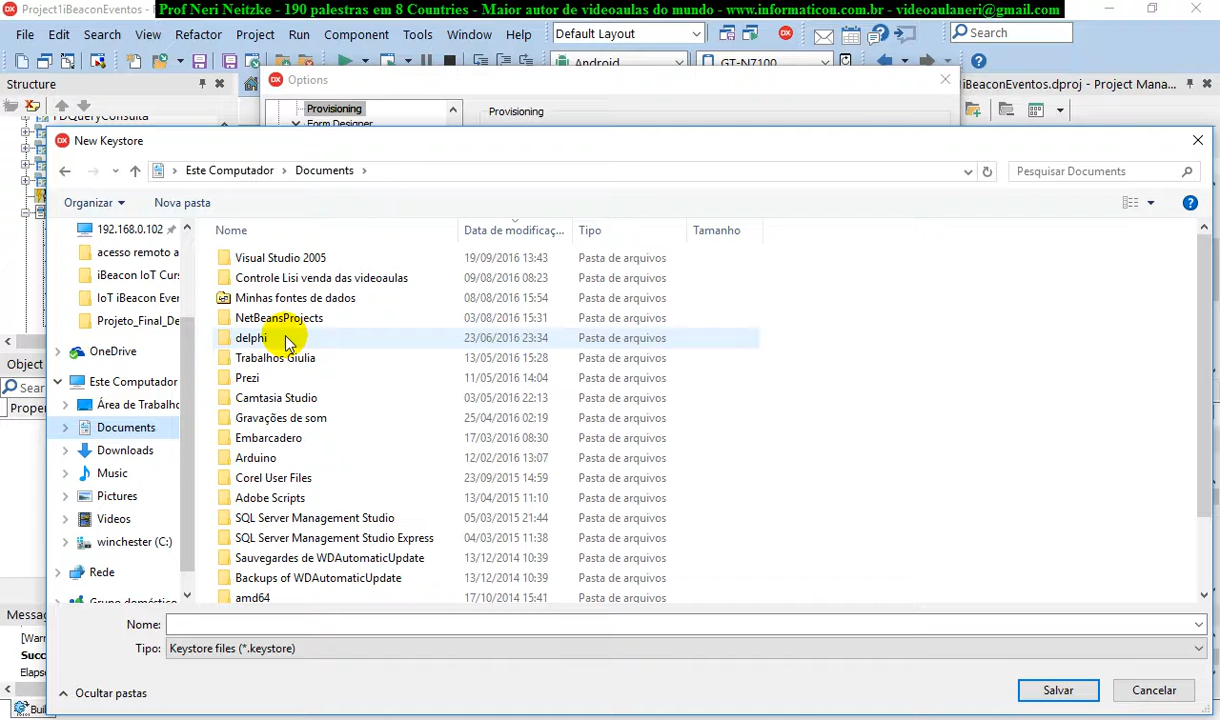 Project1iBeaconEventos -
Prof Neri Neitzke - 190 palestras em 8 Countries - Maior autor de videoaulas do mundo - www.informaticon.com.br - videoaulaneri@gmail.com
File Edit Search View Refactor Project Run Component Tools Window Help
Default Layout
Search
Android
GT-N7100
Structure
Options
iBeaconEventos.dproj - Project Mana...
FDQueryConsulta
Provisioning
Provisioning
Form Designer
New Keystore
Este Computador > Documents >
Pesquisar Documents
Organizar
Nova pasta
Nome Data de modificaç... Tipo Tamanho
192.168.0.102
acesso remoto a
iBeacon IoT Curs
IoT iBeacon Ever
Projeto_Final_De
OneDrive
Este Computador
Área de Trabalho
Documents
Downloads
Music
Pictures
Videos
winchester (C:)
Rede
Grupo doméstic
Visual Studio 2005 19/09/2016 13:43 Pasta de arquivos
Controle Lisi venda das videoaulas 09/08/2016 08:23 Pasta de arquivos
Minhas fontes de dados 08/08/2016 15:54 Pasta de arquivos
NetBeansProjects 03/08/2016 15:31 Pasta de arquivos
delphi 23/06/2016 23:34 Pasta de arquivos
Trabalhos Giulia 13/05/2016 15:28 Pasta de arquivos
Prezi 11/05/2016 14:04 Pasta de arquivos
Camtasia Studio 03/05/2016 22:13 Pasta de arquivos
Gravações de som 25/04/2016 02:19 Pasta de arquivos
Embarcadero 17/03/2016 08:30 Pasta de arquivos
Arduino 12/02/2016 13:07 Pasta de arquivos
Corel User Files 23/09/2015 14:59 Pasta de arquivos
Adobe Scripts 13/04/2015 11:10 Pasta de arquivos
SQL Server Management Studio 05/03/2015 21:44 Pasta de arquivos
SQL Server Management Studio Express 04/03/2015 11:38 Pasta de arquivos
Sauvegardes de WDAutomaticUpdate 13/12/2014 10:39 Pasta de arquivos
Backups of WDAutomaticUpdate 13/12/2014 10:39 Pasta de arquivos
amd64 17/10/2014 15:41 Pasta de arquivos
Object
Sear
Proper
Messag
[Warr
Succ
Elaps
Buil
Nome:
Tipo: Keystore files (*.keystore)
Ocultar pastas
Salvar
Cancelar